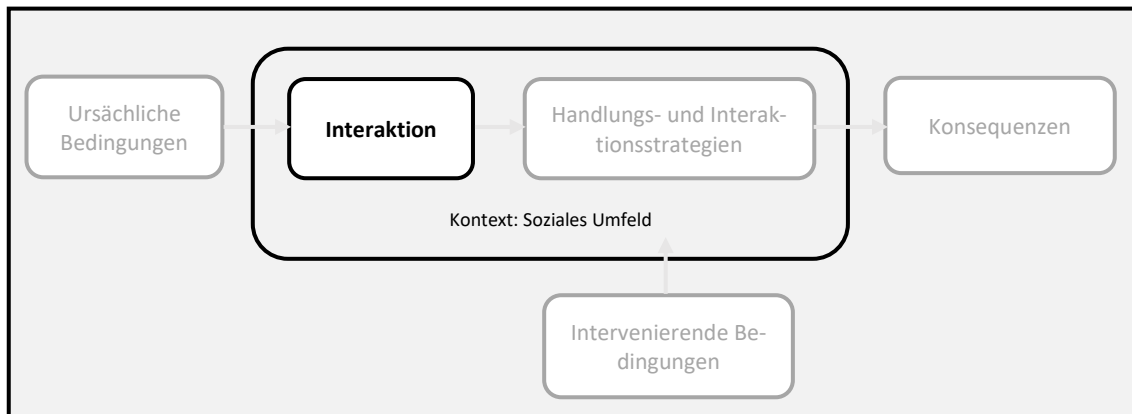 Ursächliche
Bedingungen
Interaktion
Handlungs- und Interak-
tionsstrategien
Konsequenzen
Kontext: Soziales Umfeld
Intervenierende Be-
dingungen